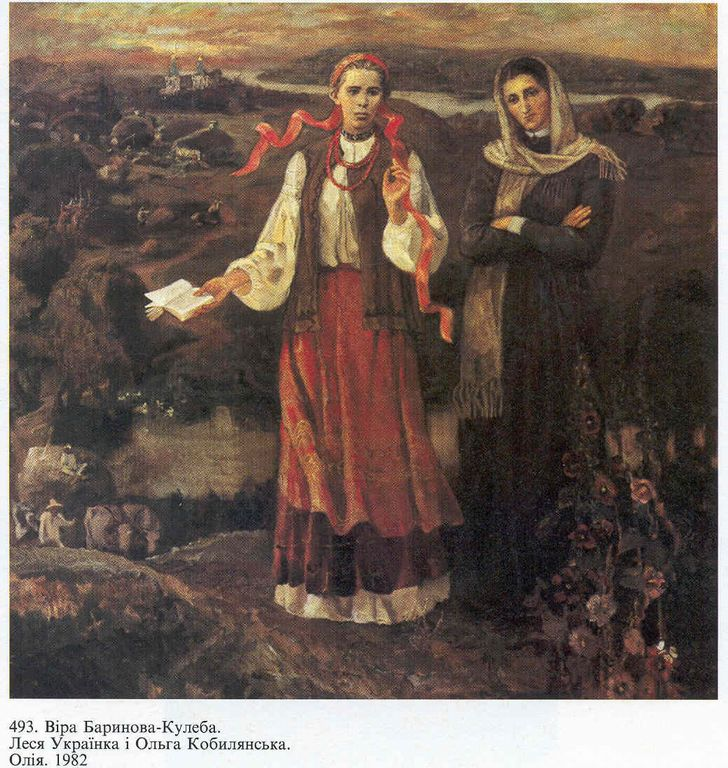 493. Віра Баринова-Кулеба.
Леся Українка і Ольга Кобилянська.
Олія. 1982